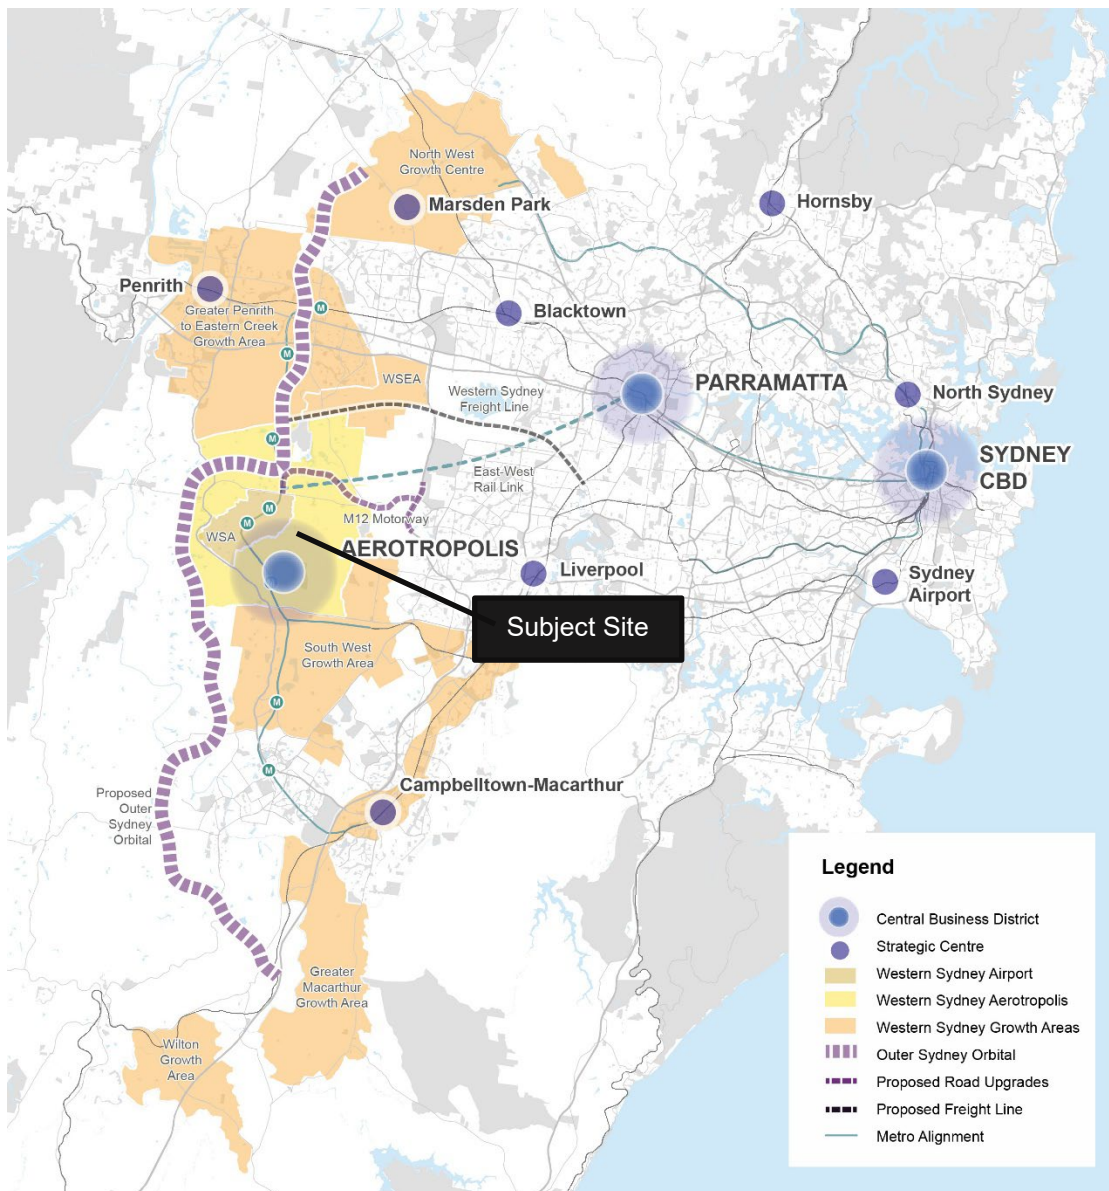 North West
Growth Centre
Marsden Park
Hornsby
Penrith
Greater Penrith
to Eastern Creek
Growth Area
M
Blacktown
M
WSEA
PARRAMATTA
Western Sydney
Freight Line
North Sydney
M
SYDNEY
CBD
East-West
Rail Link
M
M
M12 Motorway
WSA
AEROTROPOLIS
Liverpool
Sydney
Airport
Subject Site
South West
Growth Area
M
M
Campbelltown-Macarthur
Proposed
Outer
Sydney
Orbital
Greater
Macarthur
Growth Area
Wilton
Growth
Area
Legend
Central Business District
Strategic Centre
Western Sydney Airport
Western Sydney Aerotropolis
Western Sydney Growth Areas
Outer Sydney Orbital
Proposed Road Upgrades
Proposed Freight Line
Metro Alignment